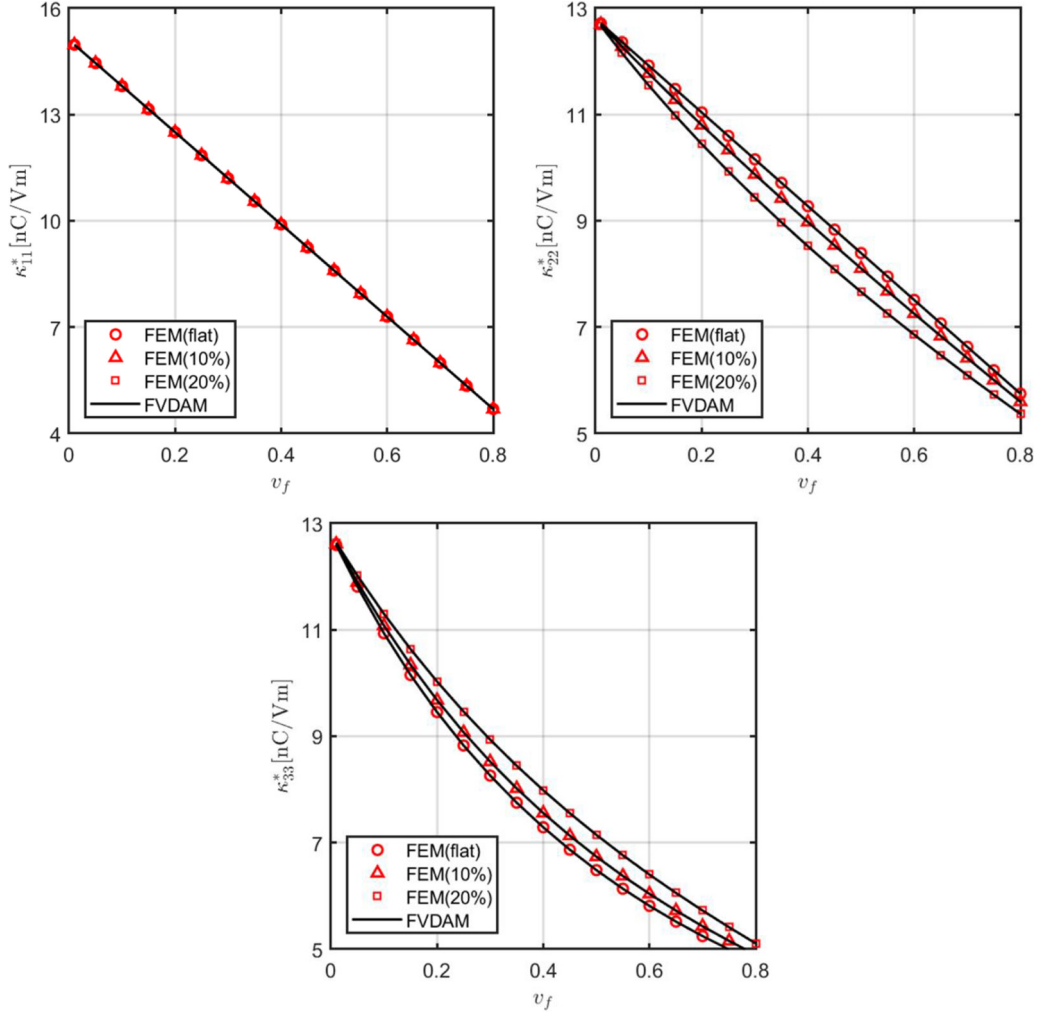 16
13
10
7
4
κ*11 [nC/Vm]
FEM(flat)
FEM(10%)
FEM(20%)
FVDAM
0 0.2 0.4 0.6 0.8
v_f
13
11
9
7
5
κ*22 [nC/Vm]
FEM(flat)
FEM(10%)
FEM(20%)
FVDAM
0 0.2 0.4 0.6 0.8
v_f
13
11
9
7
5
κ*33 [nC/Vm]
FEM(flat)
FEM(10%)
FEM(20%)
FVDAM
0 0.2 0.4 0.6 0.8
v_f